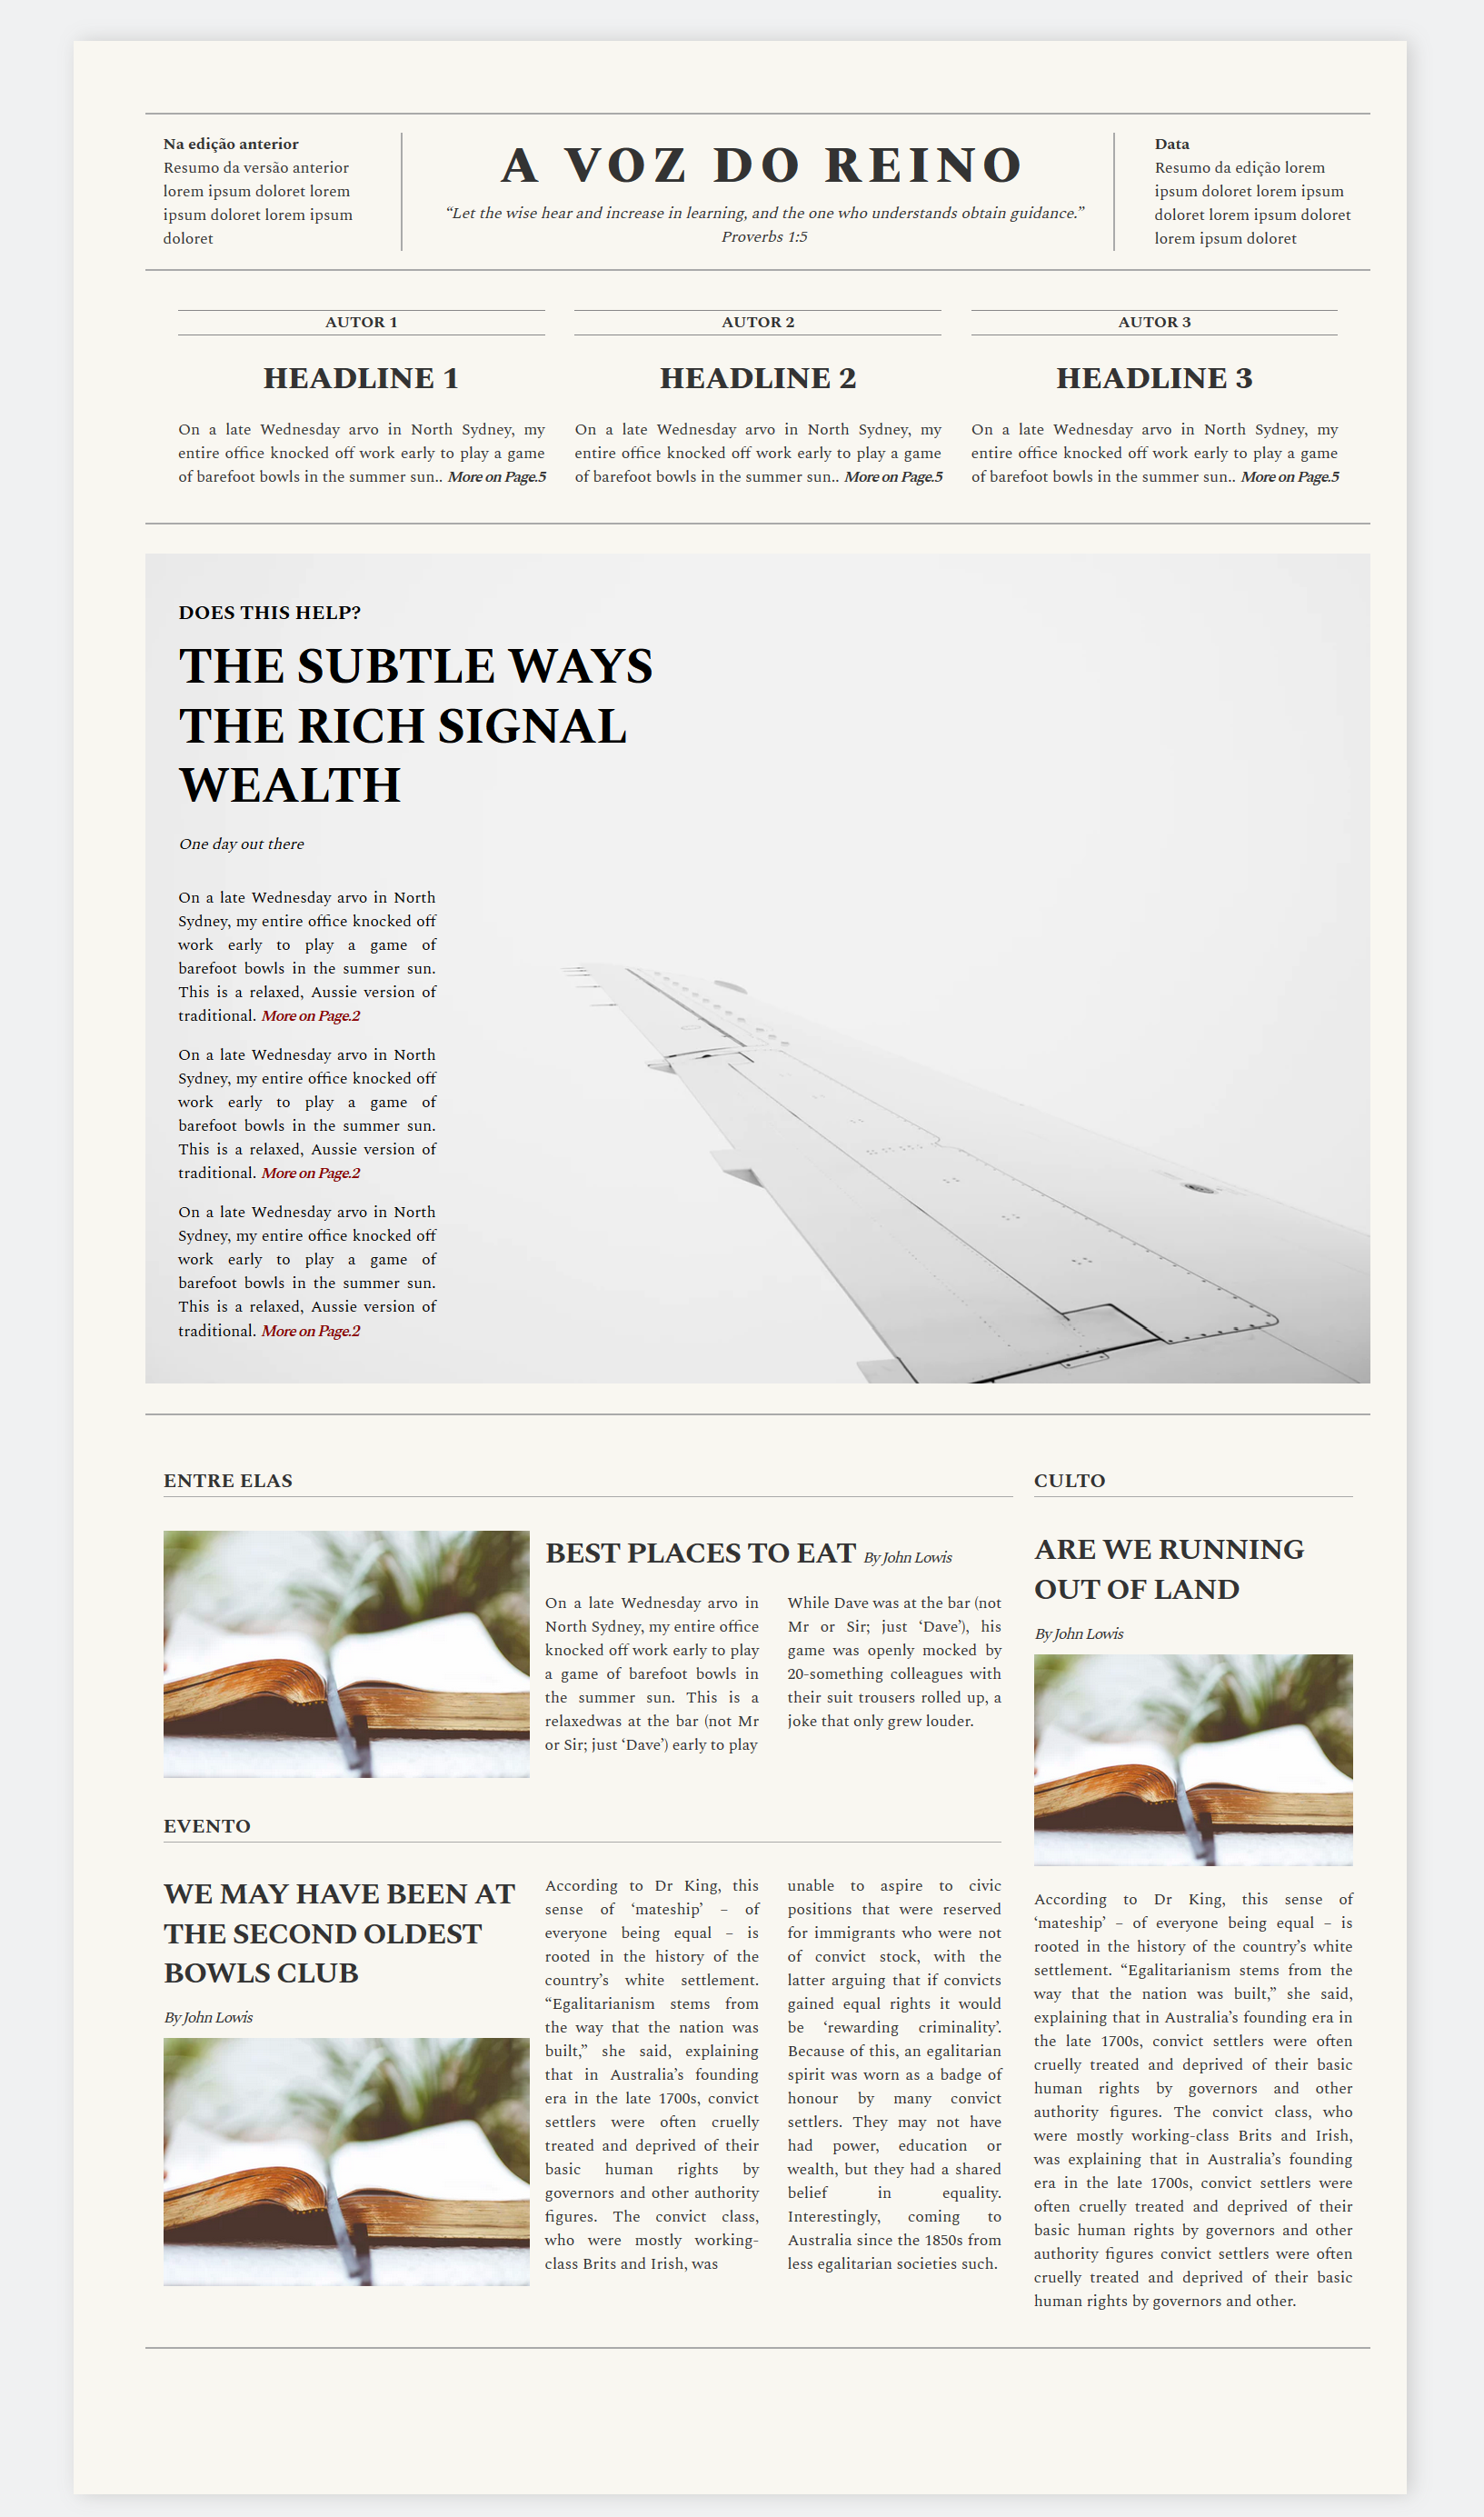 Na edição anterior
Resumo da versão anterior
lorem ipsum doloret lorem
ipsum doloret lorem ipsum
doloret
A VOZ DO REINO
“Let the wise hear and increase in learning, and the one who understands obtain guidance.”
Proverbs 1:5
Data
Resumo da edição lorem
ipsum doloret lorem ipsum
doloret lorem ipsum doloret
lorem ipsum doloret
AUTOR 1
HEADLINE 1
On a late Wednesday arvo in North Sydney, my
entire office knocked off work early to play a game
of barefoot bowls in the summer sun.. More on Page.5
AUTOR 2
HEADLINE 2
On a late Wednesday arvo in North Sydney, my
entire office knocked off work early to play a game
of barefoot bowls in the summer sun.. More on Page.5
AUTOR 3
HEADLINE 3
On a late Wednesday arvo in North Sydney, my
entire office knocked off work early to play a game
of barefoot bowls in the summer sun.. More on Page.5
DOES THIS HELP?
THE SUBTLE WAYS
THE RICH SIGNAL
WEALTH
One day out there
On a late Wednesday arvo in North
Sydney, my entire office knocked off
work early to play a game of
barefoot bowls in the summer sun.
This is a relaxed, Aussie version of
traditional. More on Page.2
On a late Wednesday arvo in North
Sydney, my entire office knocked off
work early to play a game of
barefoot bowls in the summer sun.
This is a relaxed, Aussie version of
traditional. More on Page.2
On a late Wednesday arvo in North
Sydney, my entire office knocked off
work early to play a game of
barefoot bowls in the summer sun.
This is a relaxed, Aussie version of
traditional. More on Page.2
ENTRE ELAS
BEST PLACES TO EAT By John Lowis
On a late Wednesday arvo in
North Sydney, my entire office
knocked off work early to play
a game of barefoot bowls in
the summer sun. This is a
relaxedwas at the bar (not Mr
or Sir; just ‘Dave’) early to play
While Dave was at the bar (not
Mr or Sir; just ‘Dave’), his
game was openly mocked by
20-something colleagues with
their suit trousers rolled up, a
joke that only grew louder.
EVENTO
WE MAY HAVE BEEN AT
THE SECOND OLDEST
BOWLS CLUB
By John Lowis
According to Dr King, this
sense of ‘mateship’ – of
everyone being equal – is
rooted in the history of the
country’s white settlement.
“Egalitarianism stems from
the way that the nation was
built,” she said, explaining
that in Australia’s founding
era in the late 1700s, convict
settlers were often cruelly
treated and deprived of their
basic human rights by
governors and other authority
figures. The convict class,
who were mostly working-
class Brits and Irish, was
unable to aspire to civic
positions that were reserved
for immigrants who were not
of convict stock, with the
latter arguing that if convicts
gained equal rights it would
be ‘rewarding criminality’.
Because of this, an egalitarian
spirit was worn as a badge of
honour by many convict
settlers. They may not have
had power, education or
wealth, but they had a shared
belief in equality.
Interestingly, coming to
Australia since the 1850s from
less egalitarian societies such.
CULTO
ARE WE RUNNING
OUT OF LAND
By John Lowis
According to Dr King, this sense of
‘mateship’ – of everyone being equal – is
rooted in the history of the country’s white
settlement. “Egalitarianism stems from the
way that the nation was built,” she said,
explaining that in Australia’s founding era in
the late 1700s, convict settlers were often
cruelly treated and deprived of their basic
human rights by governors and other
authority figures. The convict class, who
were mostly working-class Brits and Irish,
was explaining that in Australia’s founding
era in the late 1700s, convict settlers were
often cruelly treated and deprived of their
basic human rights by governors and other
authority figures convict settlers were often
cruelly treated and deprived of their basic
human rights by governors and other.